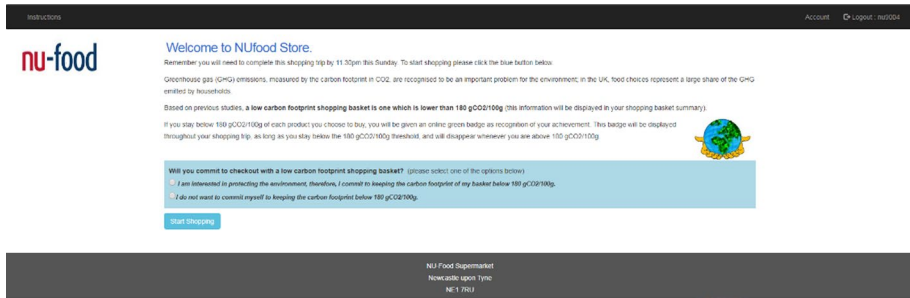 Instructions
Account Logout : nu9004
nu-food
Welcome to NUfood Store.
Remember you will need to complete this shopping trip by 11.30pm this Sunday. To start shopping please click the blue button below.
Greenhouse gas (GHG) emissions, measured by the carbon footprint in CO2, are recognised to be an important problem for the environment; in the UK, food choices represent a large share of the GHG
emitted by households.
Based on previous studies, a low carbon footprint shopping basket is one which is lower than 180 gCO2/100g (this information will be displayed in your shopping basket summary).
If you stay below 180 gCO2/100g of each product you choose to buy, you will be given an online green badge as recognition of your achievement. This badge will be displayed
throughout your shopping trip, as long as you stay below the 180 gCO2/100g threshold, and will disappear whenever you are above 180 gCO2/100g.
Will you commit to checkout with a low carbon footprint shopping basket? (please select one of the options below)
I am interested in protecting the environment, therefore, I commit to keeping the carbon footprint of my basket below 180 gCO2/100g.
I do not want to commit myself to keeping the carbon footprint below 180 gCO2/100g.
Start Shopping
NU-Food Supermarket
Newcastle upon Tyne
NE1 7RU